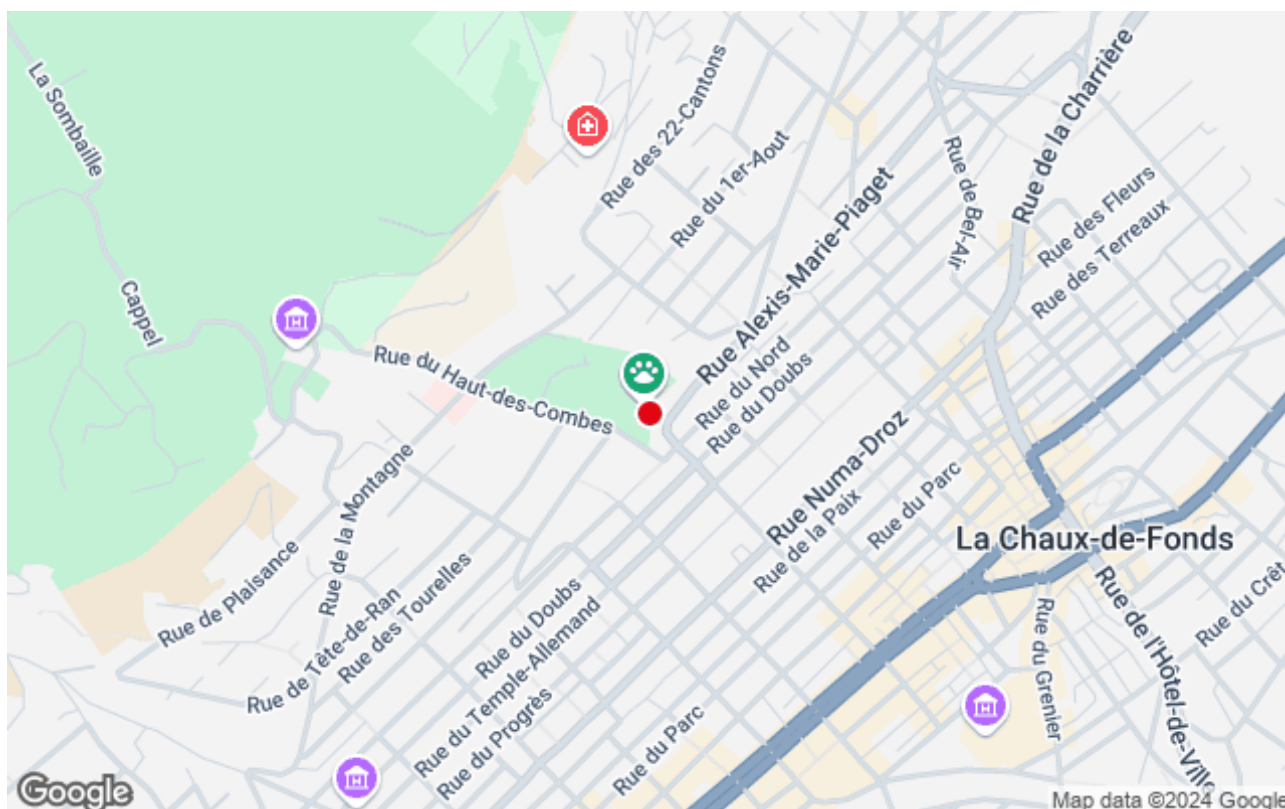 La Sombaille
Cappel
Rue des 22-Cantons
Rue du 1er-Aout
Rue Alexis-Marie-Piaget
Rue de Bel-Air
Rue de la Charrière
Rue des Fleurs
Rue des Terreaux
Rue du Haut-des-Combes
Rue du Nord
Rue du Doubs
Rue Numa-Droz
Rue de la Paix
Rue du Parc
La Chaux-de-Fonds
Rue de la Montagne
Rue de Plaisance
Rue de Tête-de-Ran
Rue des Tourelles
Rue du Doubs
Rue du Temple-Allemand
Rue du Progrès
Rue du Parc
Rue du Grenier
Rue de l'Hôtel-de-Ville
Rue du Crêt
H
H
H
Google
Map data ©2024 Google